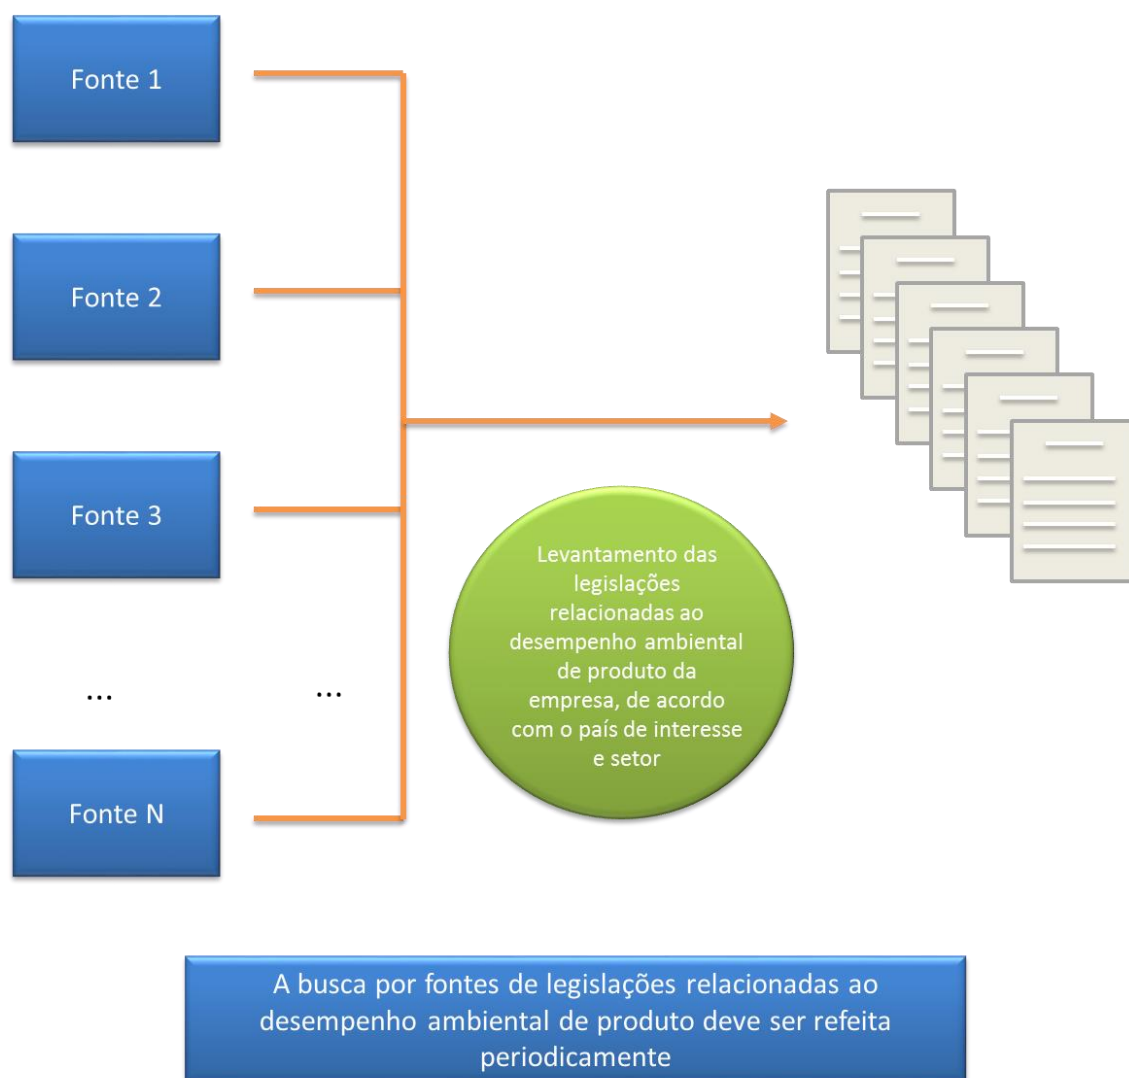 Fonte 1
Fonte 2
Fonte 3
...
...
Fonte N
Levantamento das
legislações
relacionadas ao
desempenho ambiental
de produto da
empresa, de acordo
com o país de interesse
e setor
A busca por fontes de legislações relacionadas ao
desempenho ambiental de produto deve ser refeita
periodicamente